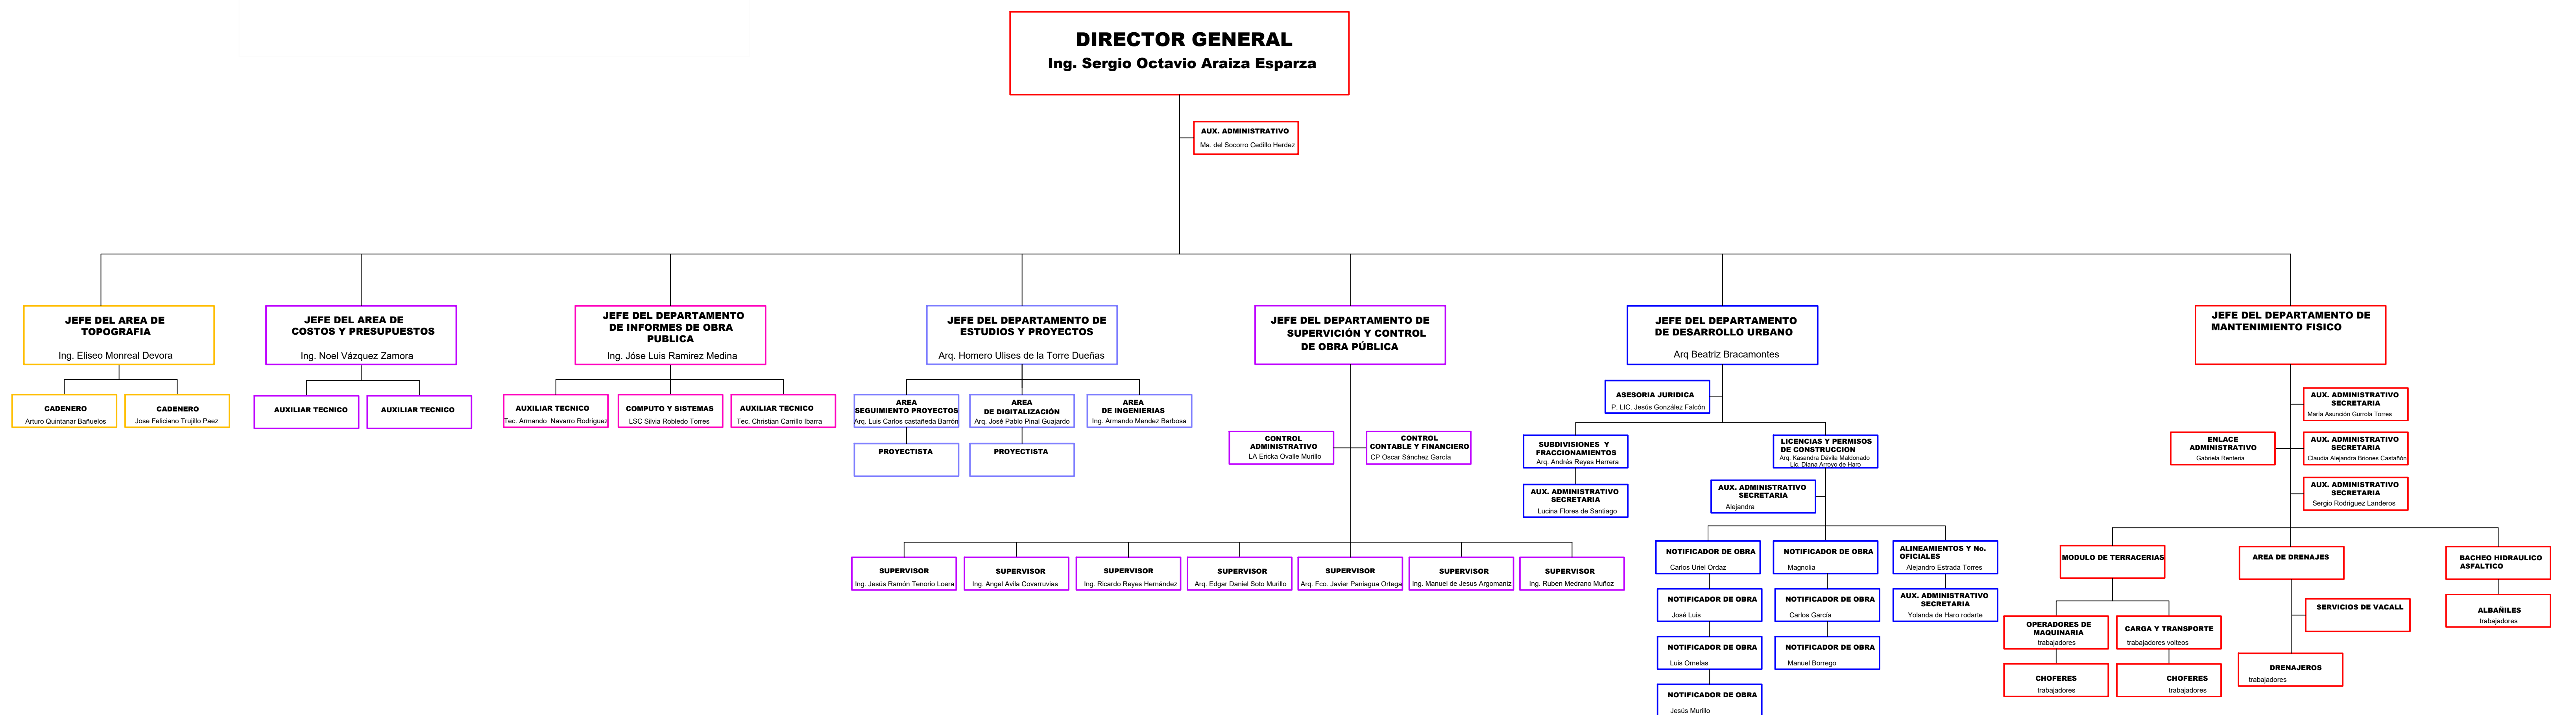 DIRECTOR GENERAL
Ing. Sergio Octavio Araiza Esparza
AUX. ADMINISTRATIVO
Ma. del Socorro Cedillo Herdez
JEFE DEL AREA DE
TOPOGRAFIA
Ing. Eliseo Monreal Devora
CADENERO
Arturo Quintanar Bañuelos
CADENERO
Jose Feliciano Trujillo Paez
JEFE DEL AREA DE
COSTOS Y PRESUPUESTOS
Ing. Noel Vázquez Zamora
AUXILIAR TECNICO
AUXILIAR TECNICO
JEFE DEL DEPARTAMENTO
DE INFORMES DE OBRA
PUBLICA
Ing. Jóse Luis Ramirez Medina
AUXILIAR TECNICO
Tec. Armando Navarro Rodriguez
COMPUTO Y SISTEMAS
LSC Silvia Robledo Torres
AUXILIAR TECNICO
Tec. Christian Carrillo Ibarra
JEFE DEL DEPARTAMENTO DE
ESTUDIOS Y PROYECTOS
Arq. Homero Ulises de la Torre Dueñas
AREA
SEGUIMIENTO PROYECTOS
Arq. Luis Carlos castañeda Barrón
PROYECTISTA
AREA
DE DIGITALIZACIÓN
Arq. José Pablo Pinal Guajardo
PROYECTISTA
AREA
DE INGENIERIAS
Ing. Armando Mendez Barbosa
JEFE DEL DEPARTAMENTO DE
SUPERVICIÓN Y CONTROL
DE OBRA PÚBLICA
CONTROL
ADMINISTRATIVO
LA Ericka Ovalle Murillo
CONTROL
CONTABLE Y FINANCIERO
CP Oscar Sánchez García
SUPERVISOR
Ing. Jesús Ramón Tenorio Loera
SUPERVISOR
Ing. Angel Avila Covarruvias
SUPERVISOR
Ing. Ricardo Reyes Hernández
SUPERVISOR
Arq. Edgar Daniel Soto Murillo
SUPERVISOR
Arq. Fco. Javier Paniagua Ortega
SUPERVISOR
Ing. Manuel de Jesus Argomaniz
SUPERVISOR
Ing. Ruben Medrano Muñoz
JEFE DEL DEPARTAMENTO
DE DESARROLLO URBANO
Arq Beatriz Bracamontes
ASESORIA JURIDICA
P. LIC. Jesús González Falcón
SUBDIVISIONES Y
FRACCIONAMIENTOS
Arq. Andrés Reyes Herrera
AUX. ADMINISTRATIVO
SECRETARIA
Lucina Flores de Santiago
LICENCIAS Y PERMISOS
DE CONSTRUCCION
Arq. Kasandra Dávila Maldonado
Lic. Diana Arroyo de Haro
AUX. ADMINISTRATIVO
SECRETARIA
Alejandra
NOTIFICADOR DE OBRA
Carlos Uriel Ordaz
NOTIFICADOR DE OBRA
José Luis
NOTIFICADOR DE OBRA
Luis Ornelas
NOTIFICADOR DE OBRA
Jesús Murillo
NOTIFICADOR DE OBRA
Magnolia
NOTIFICADOR DE OBRA
Carlos García
NOTIFICADOR DE OBRA
Manuel Borrego
ALINEAMIENTOS Y No.
OFICIALES
Alejandro Estrada Torres
AUX. ADMINISTRATIVO
SECRETARIA
Yolanda de Haro rodarte
JEFE DEL DEPARTAMENTO DE
MANTENIMIENTO FISICO
AUX. ADMINISTRATIVO
SECRETARIA
María Asunción Gurrola Torres
ENLACE
ADMINISTRATIVO
Gabriela Renteria
AUX. ADMINISTRATIVO
SECRETARIA
Claudia Alejandra Briones Castañón
AUX. ADMINISTRATIVO
SECRETARIA
Sergio Rodriguez Landeros
MODULO DE TERRACERIAS
OPERADORES DE
MAQUINARIA
trabajadores
CHOFERES
trabajadores
CARGA Y TRANSPORTE
trabajadores volteos
CHOFERES
trabajadores
AREA DE DRENAJES
SERVICIOS DE VACALL
DRENAJEROS
trabajadores
BACHEO HIDRAULICO
ASFALTICO
ALBAÑILES
trabajadores